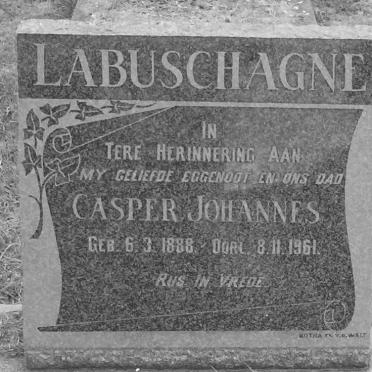 LABUSCHAGNE
IN
TERE HERINNERING AAN
MY GELIEFDE EGGENOOT EN ONS DAD
CASPER JOHANNES
GEB. 6.3.1888. OORL. 8.11.1961.
RUS IN VREDE.
BOTHA